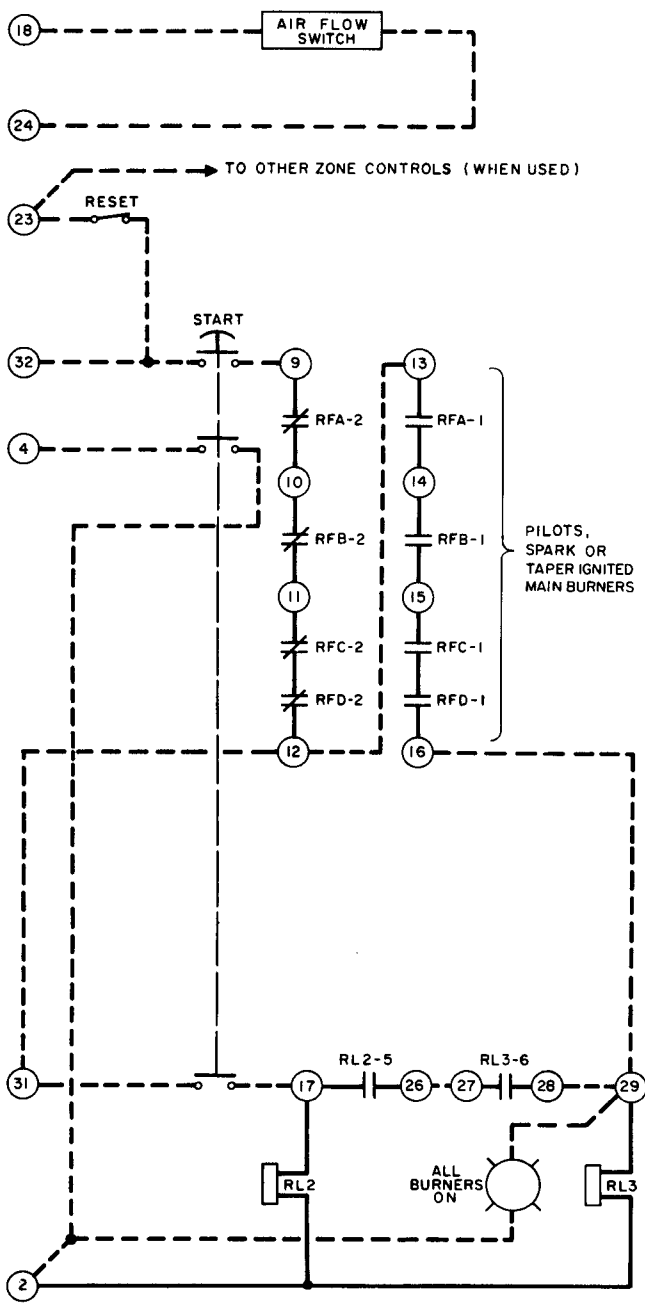 18
AIR FLOW
SWITCH
24
TO OTHER ZONE CONTROLS (WHEN USED)
23
RESET
START
32
9
13
RFA-2
RFA-1
4
10
14
RFB-2
RFB-1
PILOTS,
SPARK OR
TAPER IGNITED
MAIN BURNERS
11
15
RFC-2
RFC-1
RFD-2
RFD-1
12
16
RL2-5
RL3-6
31
17
26
27
28
29
RL2
ALL
BURNERS
ON
RL3
2